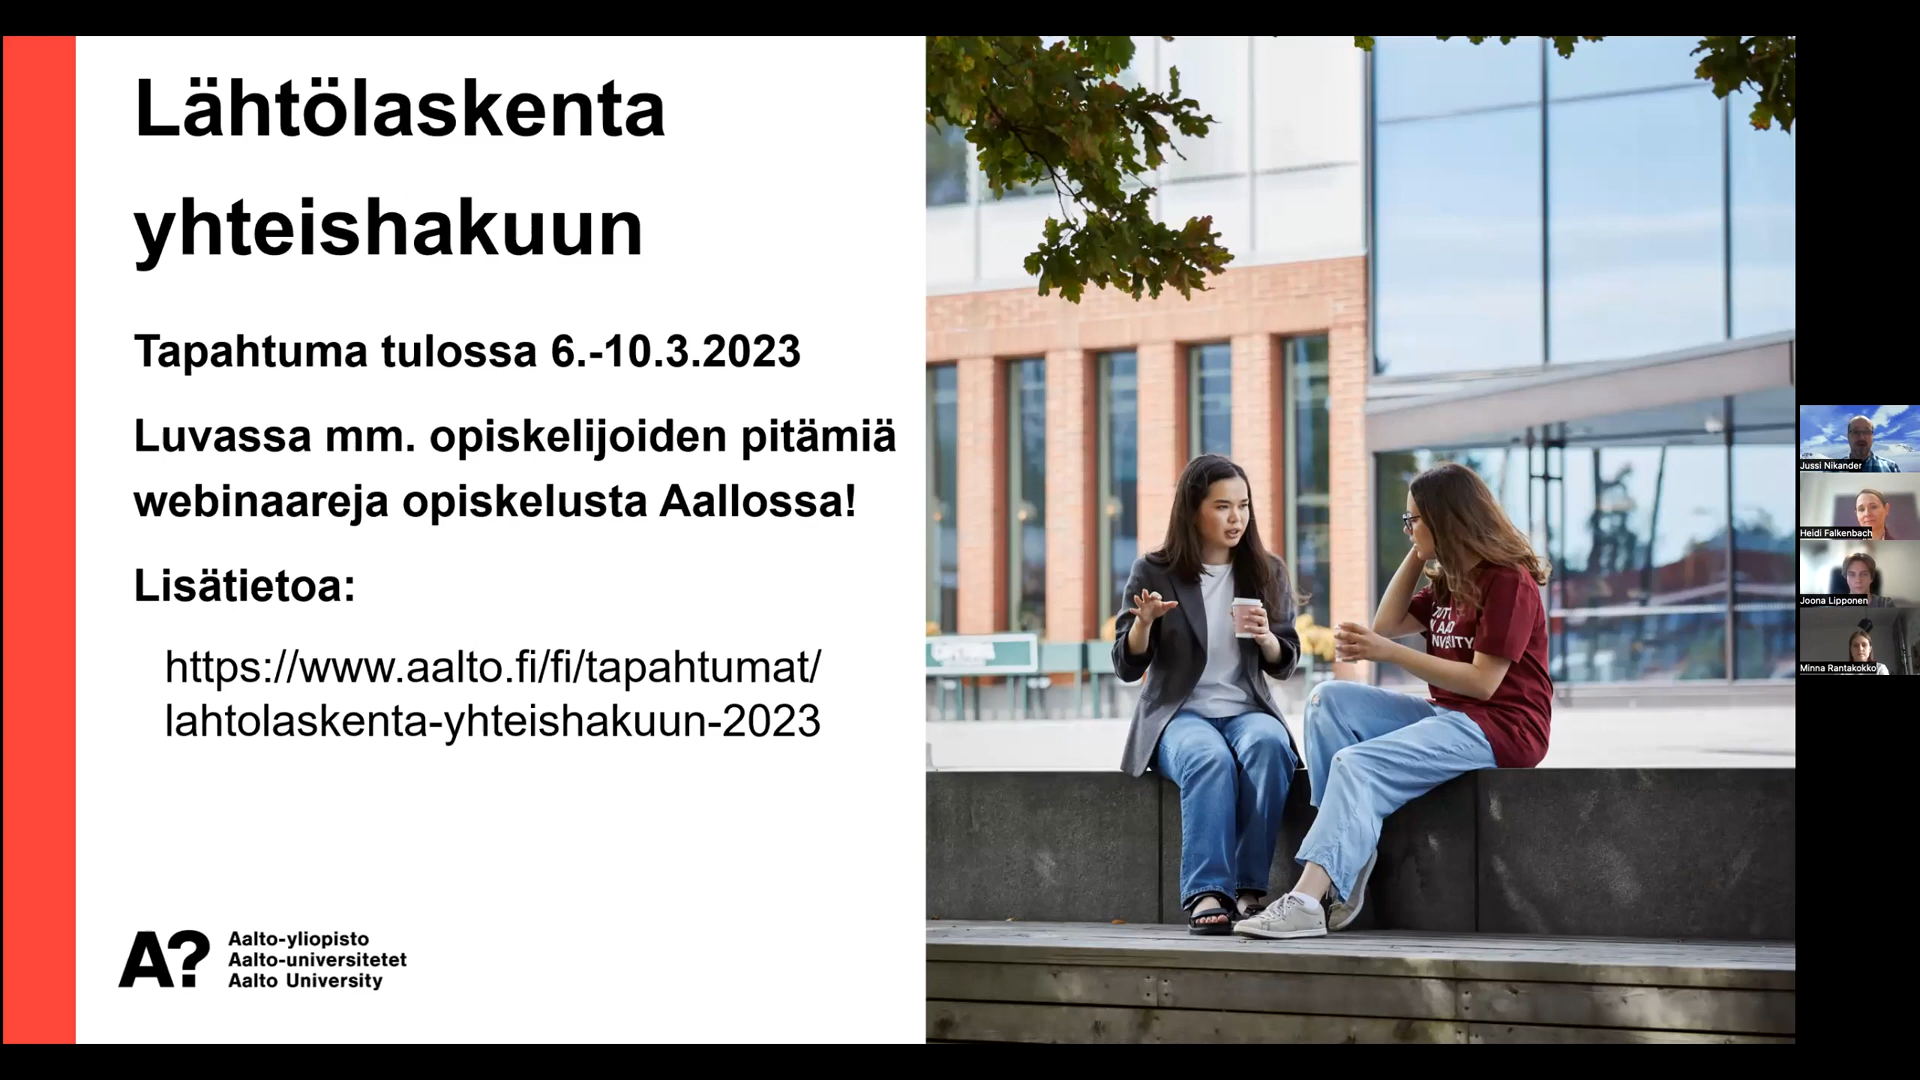 Lähtölaskenta
yhteishakuun
Tapahtuma tulossa 6.-10.3.2023
Luvassa mm. opiskelijoiden pitämiä
webinaareja opiskelusta Aallossa!
Lisätietoa:
https://www.aalto.fi/fi/tapahtumat/
lahtolaskenta-yhteishakuun-2023
A?
Aalto-yliopisto
Aalto-universitetet
Aalto University
Jussi Nikander
Heidi Falkenbach
Joona Lipponen
Minna Rantakokko